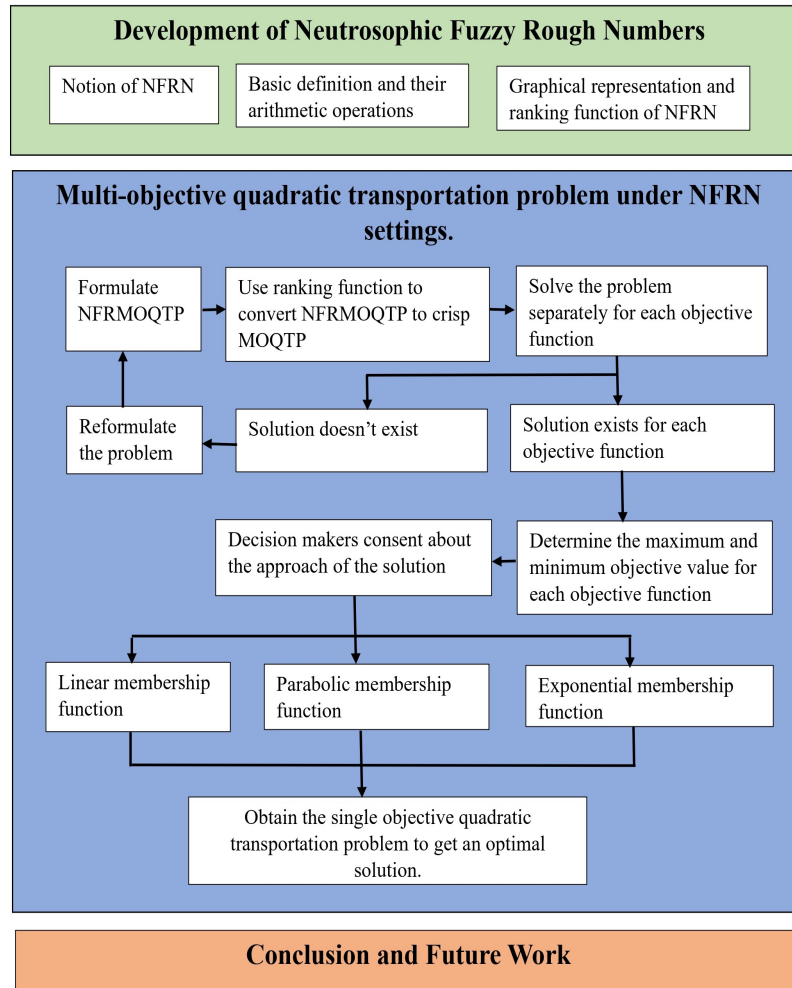 Development of Neutrosophic Fuzzy Rough Numbers
Notion of NFRN
Basic definition and their
arithmetic operations
Graphical representation and
ranking function of NFRN
Multi-objective quadratic transportation problem under NFRN
settings.
Formulate
NFRMOQTP
Use ranking function to
convert NFRMOQTP to crisp
MOQTP
Solve the problem
separately for each objective
function
Reformulate
the problem
Solution doesn't exist
Solution exists for each
objective function
Decision makers consent about
the approach of the solution
Determine the maximum and
minimum objective value for
each objective function
Linear membership
function
Parabolic membership
function
Exponential membership
function
Obtain the single objective quadratic
transportation problem to get an optimal
solution.
Conclusion and Future Work